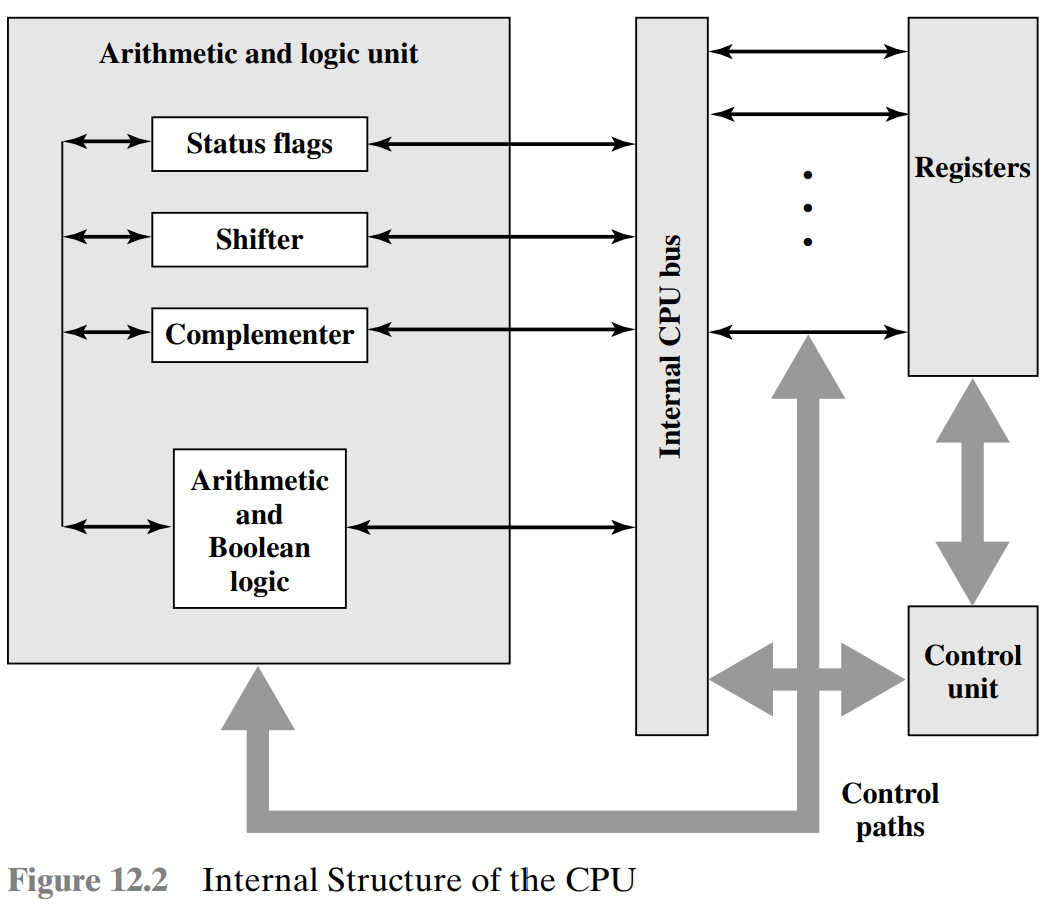 Arithmetic and logic unit
Status flags
Shifter
Complementer
Arithmetic
and
Boolean
logic
Internal CPU bus
Registers
Control
unit
Control
paths
Figure 12.2 Internal Structure of the CPU